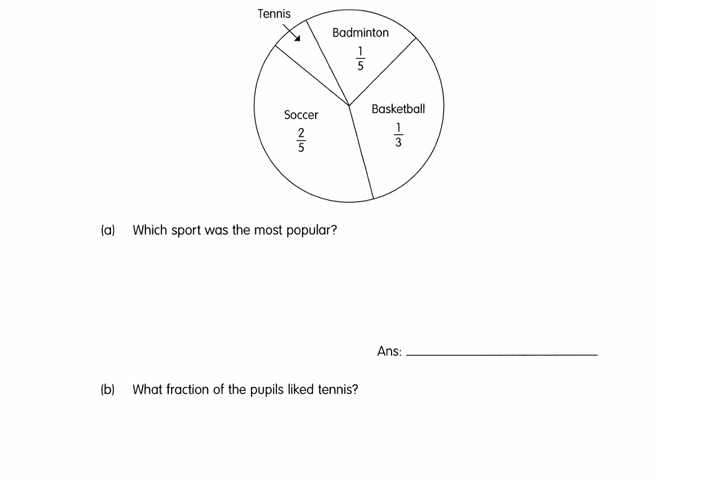 Tennis
Badminton
1/5
Soccer
2/5
Basketball
1/3
(a) Which sport was the most popular?
Ans:
(b) What fraction of the pupils liked tennis?